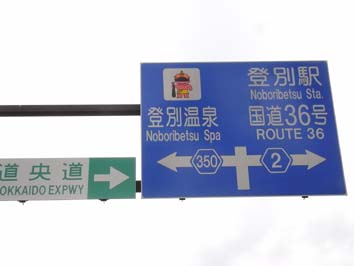 登別駅
Noboribetsu Sta.
登別温泉
Noboribetsu Spa
国道36号
ROUTE 36
350
2
道央道
OKKAIDO EXPWY